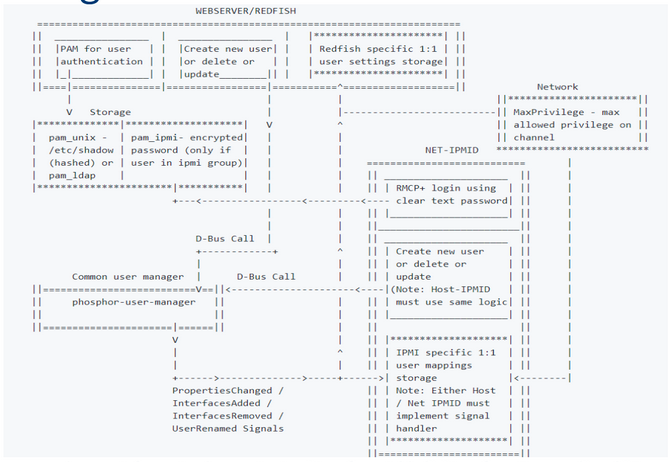 WEBSERVER/REDFISH
PAM for user
authentication
Create new user
or delete or
update
Redfish specific 1:1
user settings storage
Network
MaxPrivilege - max
allowed privilege on
channel
Storage
pam_unix -
/etc/shadow
(hashed) or
pam_ldap
pam_ipmi- encrypted
password (only if
user in ipmi group)
NET-IPMID
RMCP+ login using
clear text password
D-Bus Call
Create new user
or delete or
update
(Note: Host-IPMID
must use same logic
Common user manager
D-Bus Call
phosphor-user-manager
IPMI specific 1:1
user mappings
storage
Note: Either Host
/ Net IPMID must
implement signal
handler
PropertiesChanged /
InterfacesAdded /
InterfacesRemoved /
UserRenamed Signals